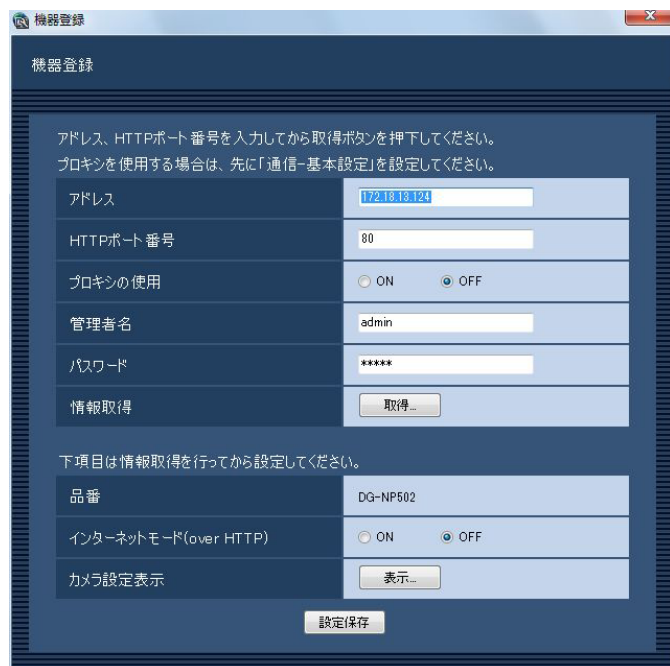 機器登録
機器登録
アドレス、HTTPポート番号を入力してから取得ボタンを押下してください。
プロキシを使用する場合は、先に「通信-基本設定」を設定してください。
アドレス 172.18.13.124
HTTPポート番号 80
プロキシの使用 ON OFF
管理者名 admin
パスワード *****
情報取得 取得...
下項目は情報取得を行ってから設定してください。
品番 DG-NP502
インターネットモード(over HTTP) ON OFF
カメラ設定表示 表示...
設定保存